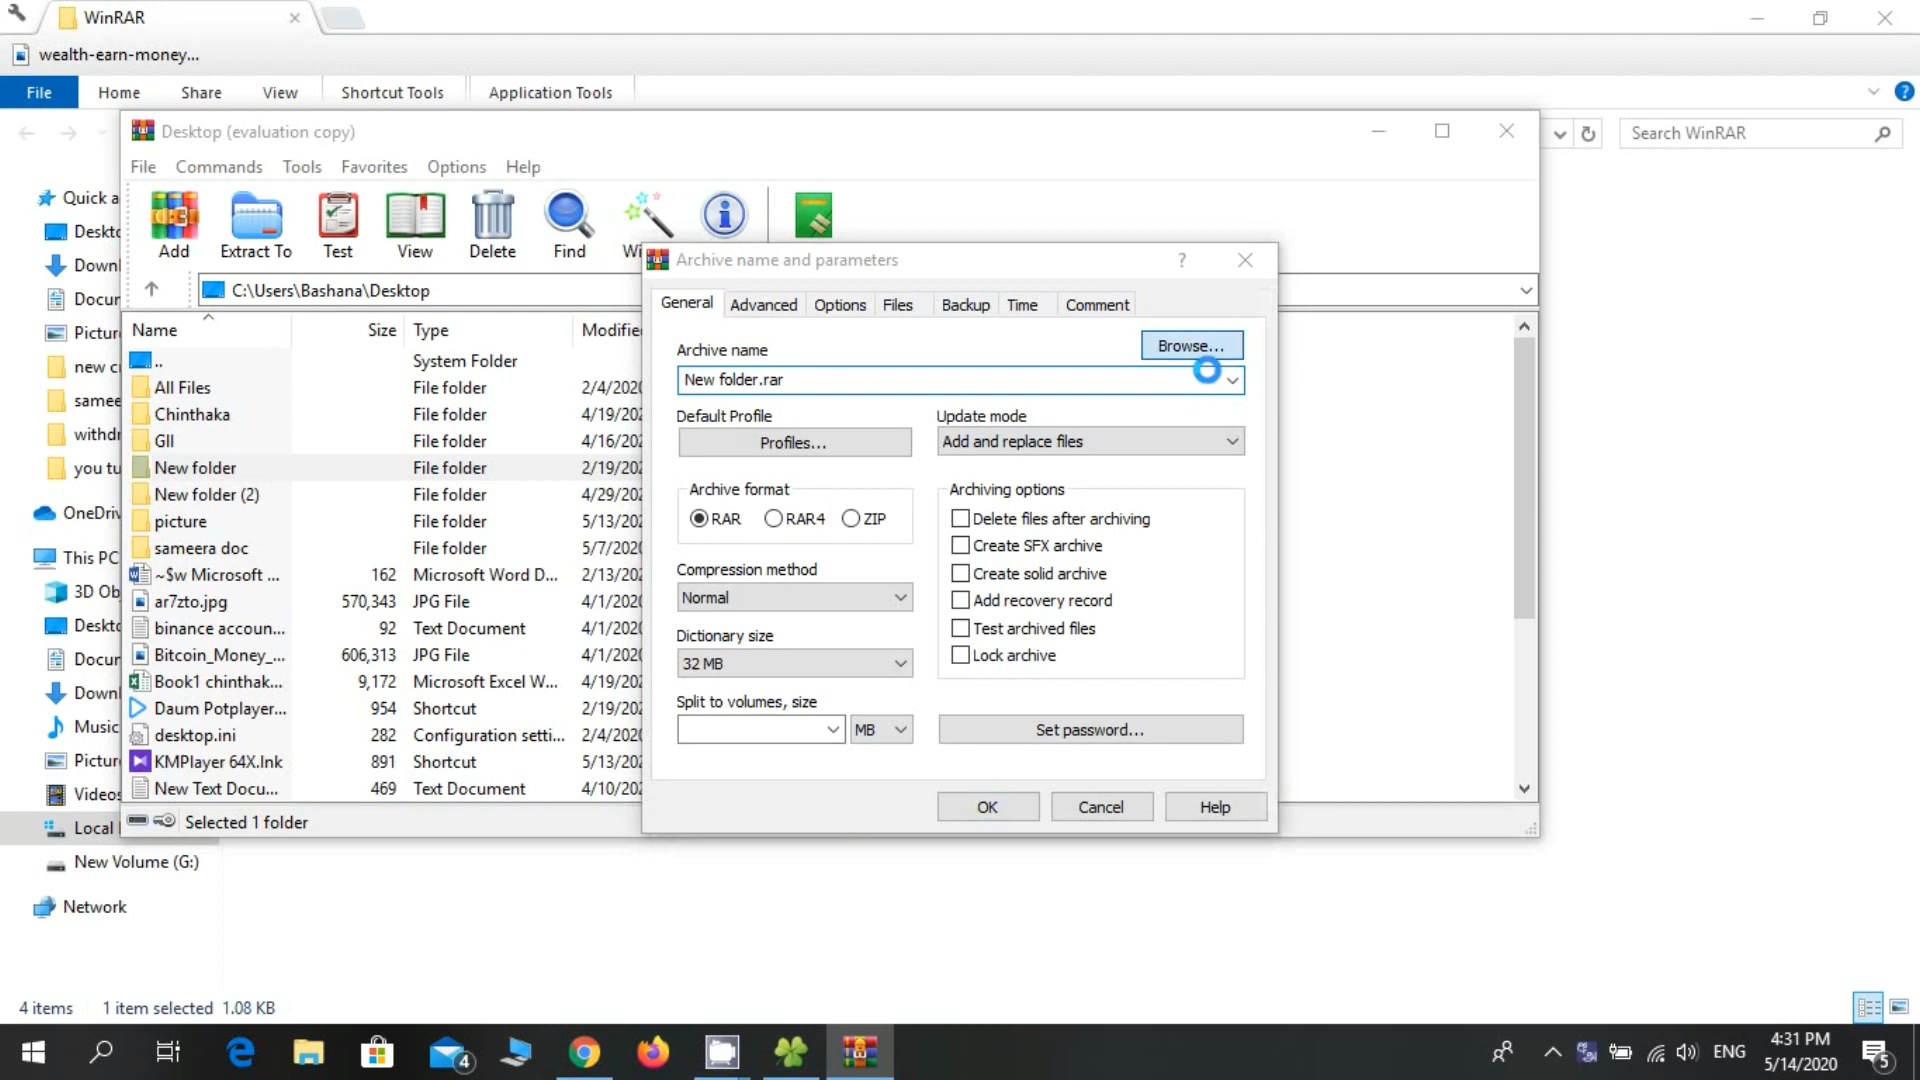 WinRAR
wealth-earn-money...
File Home Share View Shortcut Tools Application Tools
Desktop (evaluation copy)
Search WinRAR
File Commands Tools Favorites Options Help
Add Extract To Test View Delete Find
C:\Users\Bashana\Desktop
Name Size Type
.. System Folder
All Files File folder 2/4/202
Chinthaka File folder 4/19/202
Gll File folder 4/16/202
New folder File folder 2/19/202
New folder (2) File folder 4/29/202
picture File folder 5/13/202
sameera doc File folder 5/7/202
~$w Microsoft ... 162 Microsoft Word D... 2/13/202
ar7zto.jpg 570,343 JPG File 4/1/202
binance accoun... 92 Text Document 4/1/202
Bitcoin_Money_... 606,313 JPG File 4/1/202
Book1 chinthak... 9,172 Microsoft Excel W... 4/19/202
Daum Potplayer... 954 Shortcut 2/19/202
desktop.ini 282 Configuration setti... 2/4/202
KMPlayer 64X.lnk 891 Shortcut 5/13/202
New Text Docu... 469 Text Document 4/10/202
Selected 1 folder
Archive name and parameters
General Advanced Options Files Backup Time Comment
Archive name
Browse...
New folder.rar
Default Profile
Profiles...
Update mode
Add and replace files
Archive format
RAR RAR4 ZIP
Compression method
Normal
Dictionary size
32 MB
Split to volumes, size
MB
Archiving options
Delete files after archiving
Create SFX archive
Create solid archive
Add recovery record
Test archived files
Lock archive
Set password...
OK Cancel Help
Quick a
Deskto
Downl
Docur
Pictur
new c
samee
withdr
you tu
OneDriv
This PC
3D Ob
Deskto
Docur
Downl
Music
Pictur
Videos
Local
New Volume (G:)
Network
4 items 1 item selected 1.08 KB
4
ENG
4:31 PM
5/14/2020
5